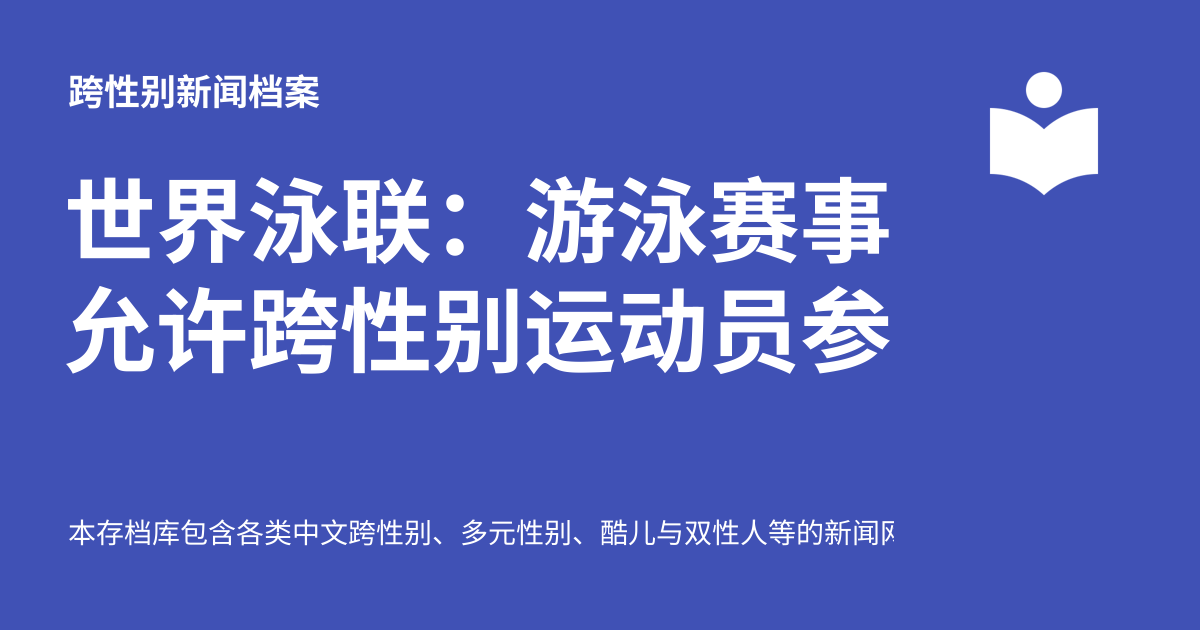 跨性别新闻档案
世界泳联：游泳赛事
允许跨性别运动员参
本存档库包含各类中文跨性别、多元性别、酷儿与双性人等的新闻